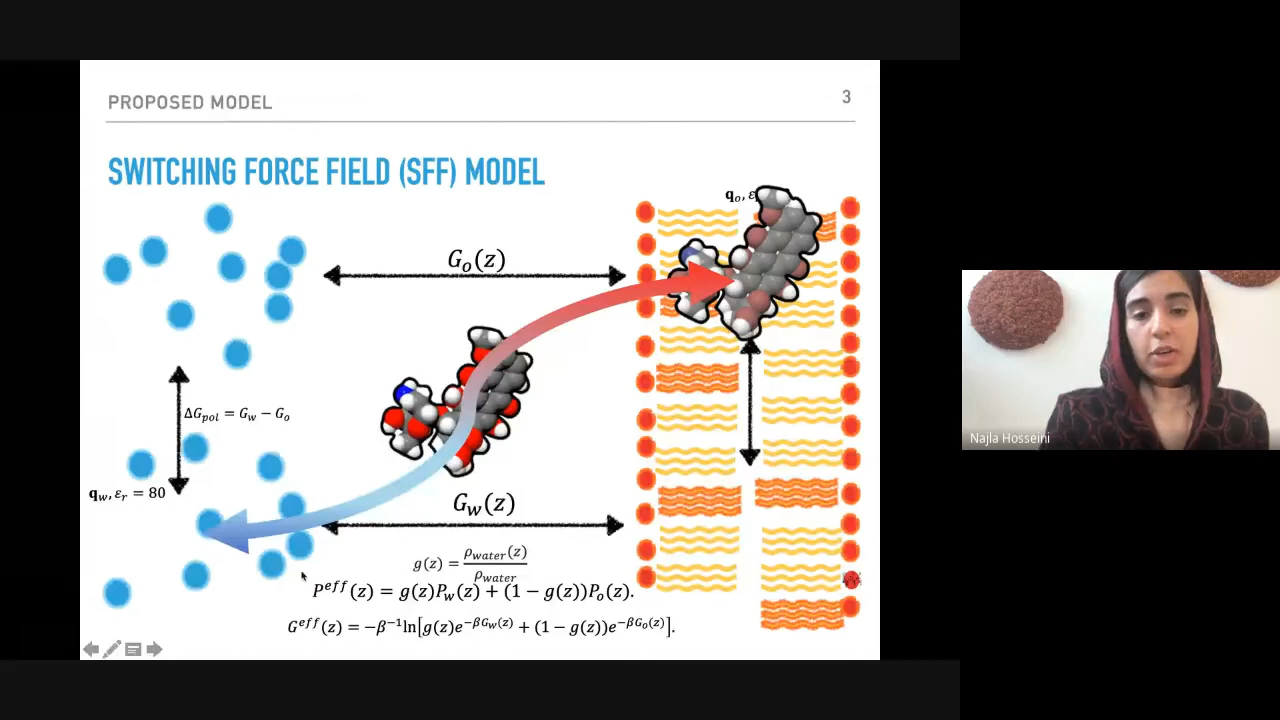 PROPOSED MODEL
3
SWITCHING FORCE FIELD (SFF) MODEL
q_o, ε
G_o(z)
ΔG_pol = G_w − G_o
q_w, ε_r = 80
G_w(z)
g(z) = ρ_water(z) / ρ_water
P^eff(z) = g(z)P_w(z) + (1 − g(z))P_o(z).
G^eff(z) = −β^−1 ln[g(z)e^−βG_w(z) + (1 − g(z))e^−βG_o(z)].
Najla Hosseini